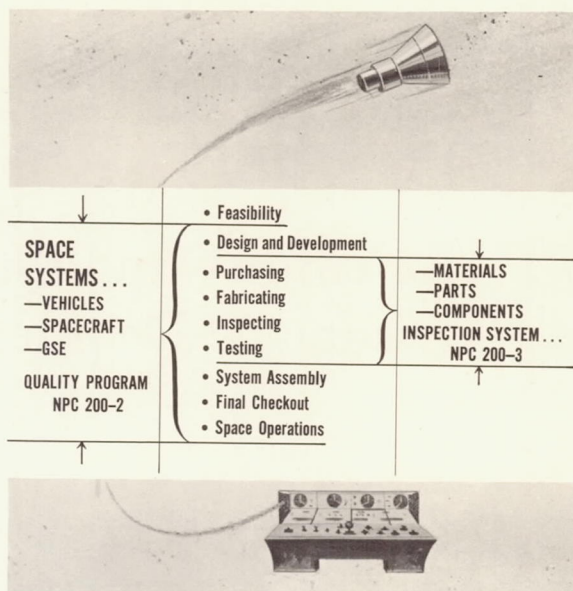 SPACE
SYSTEMS...
—VEHICLES
—SPACECRAFT
—GSE
QUALITY PROGRAM
NPC 200–2
• Feasibility
• Design and Development
• Purchasing
• Fabricating
• Inspecting
• Testing
• System Assembly
• Final Checkout
• Space Operations
—MATERIALS
—PARTS
—COMPONENTS
INSPECTION SYSTEM...
NPC 200–3